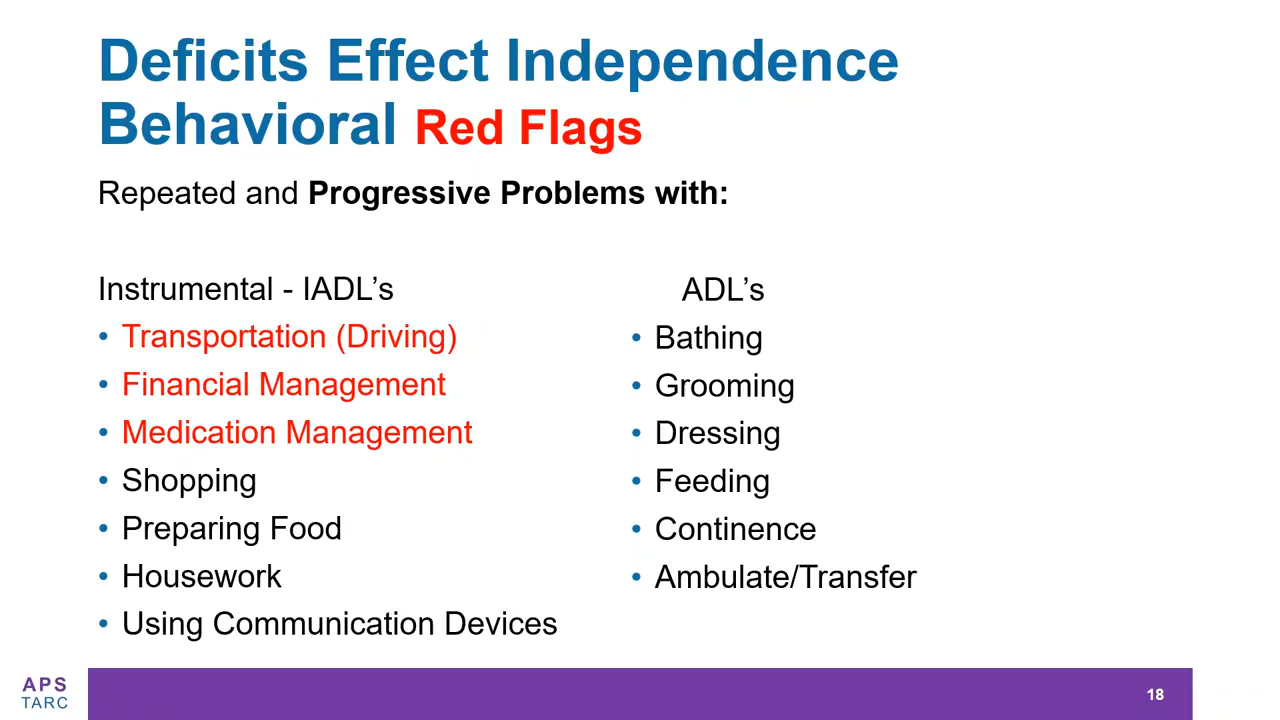 Deficits Effect Independence
Behavioral Red Flags
Repeated and Progressive Problems with:
Instrumental - IADL’s
• Transportation (Driving)
• Financial Management
• Medication Management
• Shopping
• Preparing Food
• Housework
• Using Communication Devices
ADL’s
• Bathing
• Grooming
• Dressing
• Feeding
• Continence
• Ambulate/Transfer
APS
TARC
18